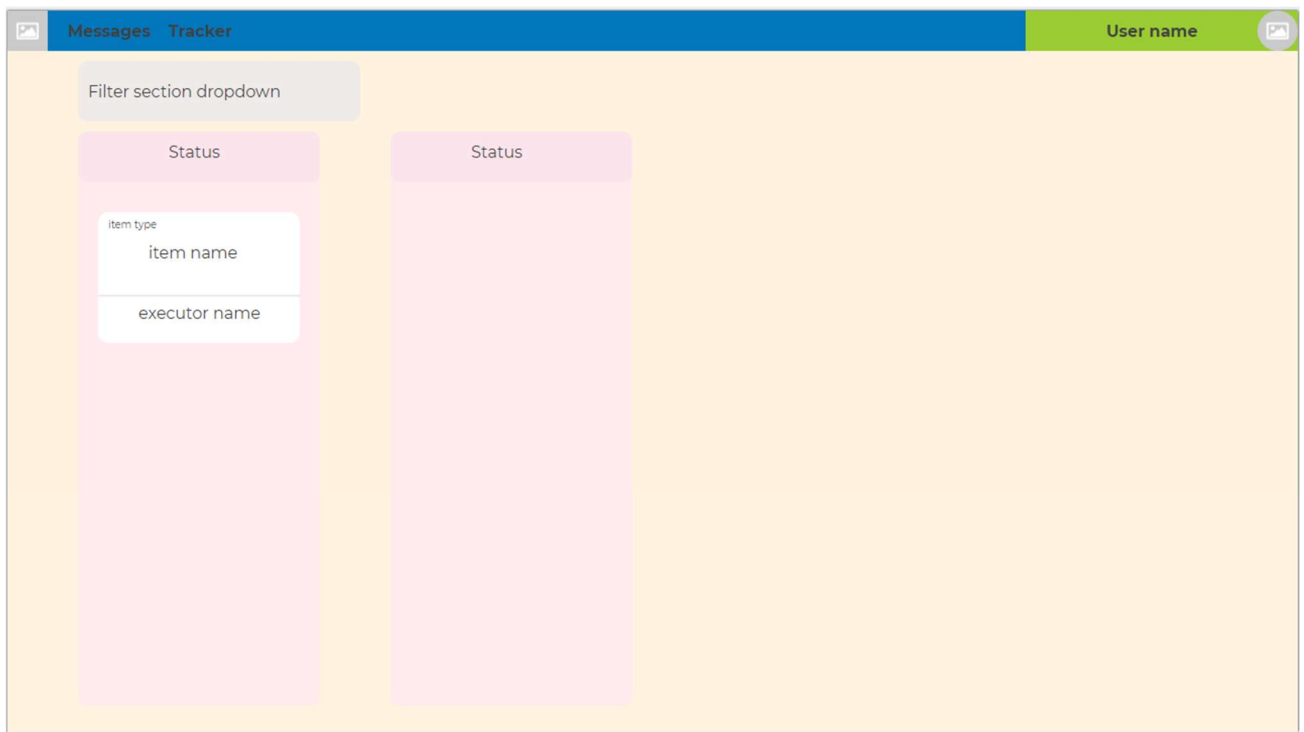 Messages Tracker User name
Filter section dropdown
Status Status
item type
item name
executor name